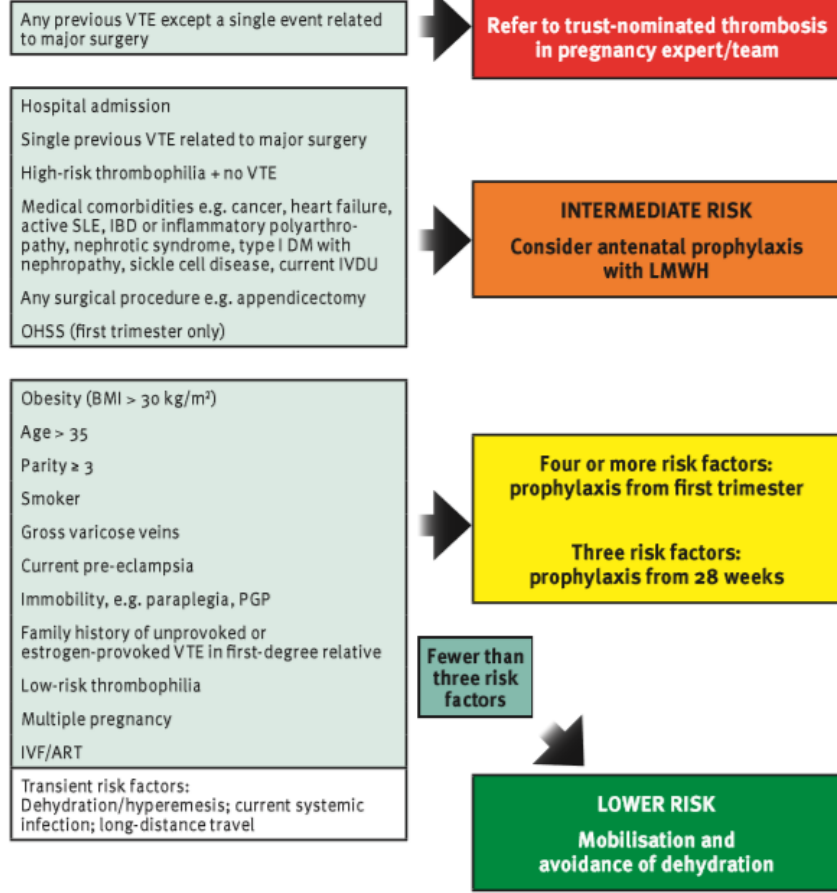 Any previous VTE except a single event related
to major surgery
Refer to trust-nominated thrombosis
in pregnancy expert/team
Hospital admission
Single previous VTE related to major surgery
High-risk thrombophilia + no VTE
Medical comorbidities e.g. cancer, heart failure,
active SLE, IBD or inflammatory polyarthro-
pathy, nephrotic syndrome, type I DM with
nephropathy, sickle cell disease, current IVDU
Any surgical procedure e.g. appendicectomy
OHSS (first trimester only)
INTERMEDIATE RISK
Consider antenatal prophylaxis
with LMWH
Obesity (BMI > 30 kg/m²)
Age > 35
Parity ≥ 3
Smoker
Gross varicose veins
Current pre-eclampsia
Immobility, e.g. paraplegia, PGP
Family history of unprovoked or
estrogen-provoked VTE in first-degree relative
Low-risk thrombophilia
Multiple pregnancy
IVF/ART
Transient risk factors:
Dehydration/hyperemesis; current systemic
infection; long-distance travel
Four or more risk factors:
prophylaxis from first trimester
Three risk factors:
prophylaxis from 28 weeks
Fewer than
three risk
factors
LOWER RISK
Mobilisation and
avoidance of dehydration